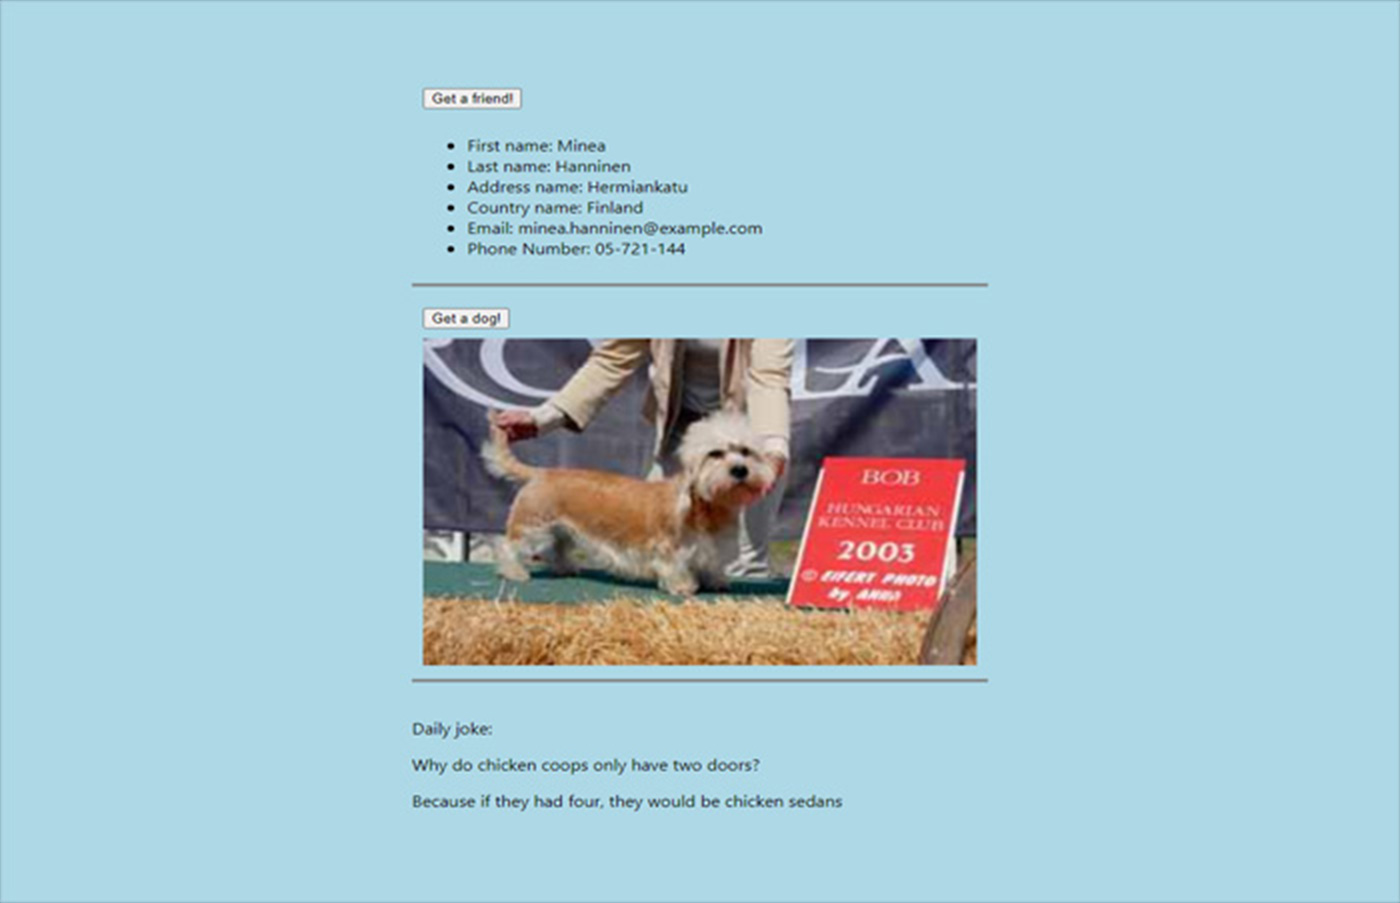 Get a friend!
First name: Minea
Last name: Hanninen
Address name: Hermiankatu
Country name: Finland
Email: minea.hanninen@example.com
Phone Number: 05-721-144
Get a dog!
BOB
HUNGARIAN
KENNEL CLUB
2003
© EIFERT PHOTO
by
Daily joke:
Why do chicken coops only have two doors?
Because if they had four, they would be chicken sedans